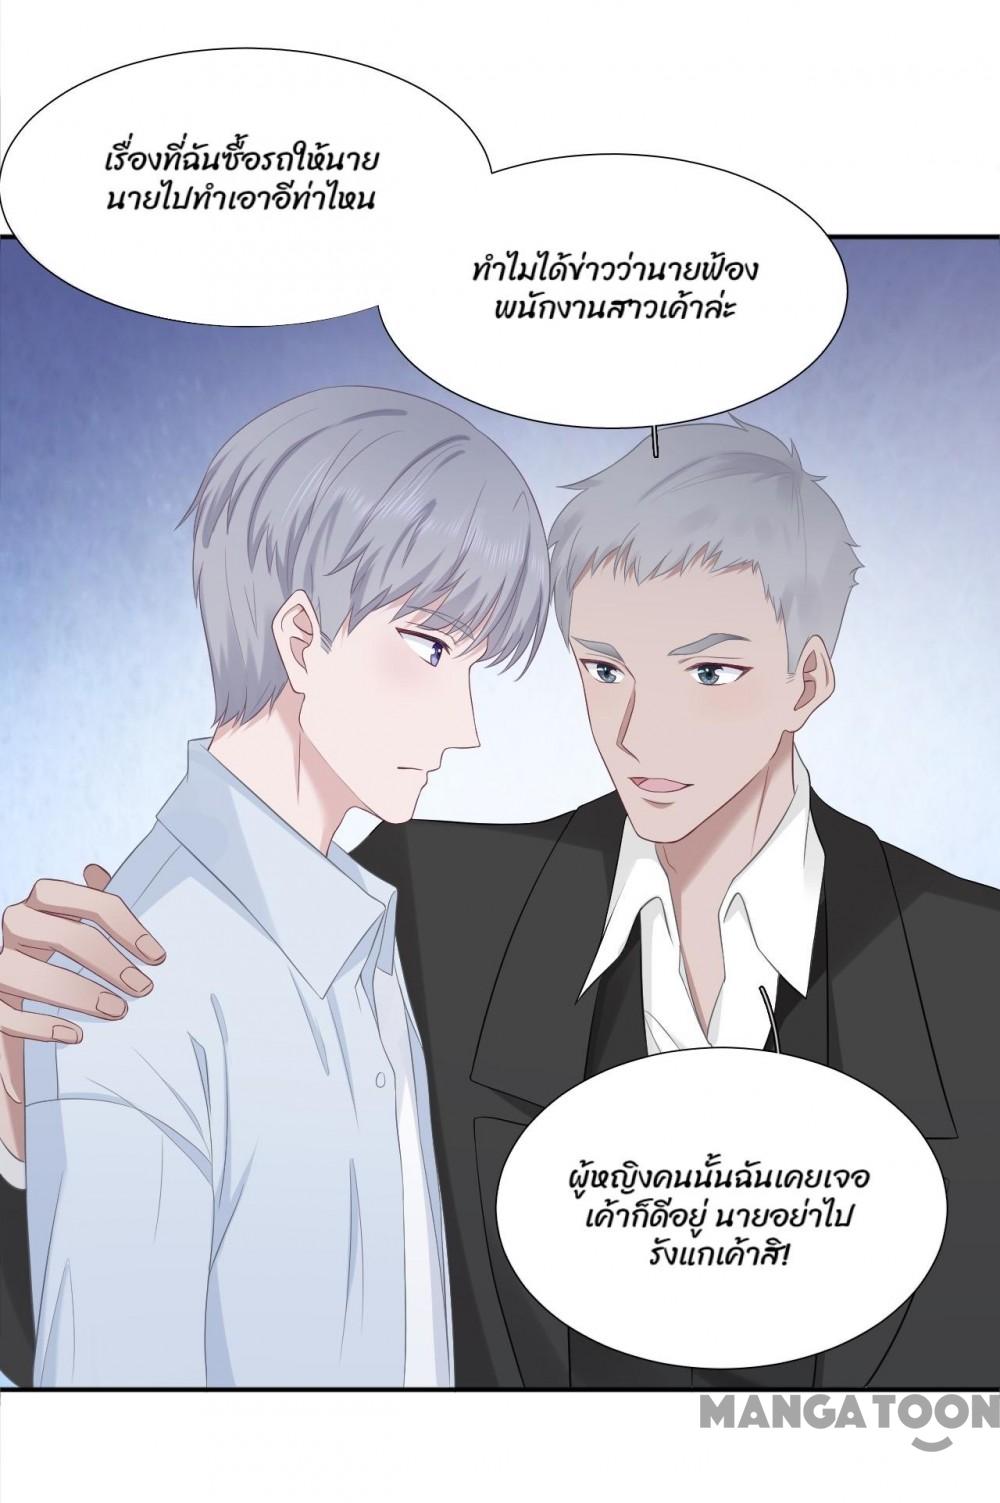 เรื่องที่ฉันซื้อรถให้นาย
นายไปทำเอาอีท่าไหน
ทำไมได้ข่าวว่านายฟ้อง
พนักงานสาวเค้าล่ะ
ผู้หญิงคนนั้นฉันเคยเจอ
เค้าก็ดีอยู่ นายอย่าไป
รังแกเค้าสิ!
MANGATOON